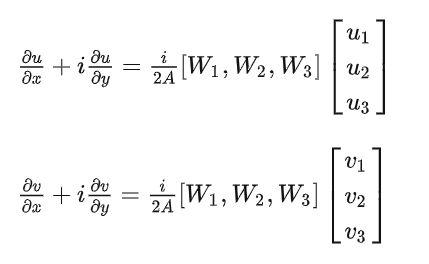 ∂u/∂x + i ∂u/∂y = i/2A [W₁, W₂, W₃] [u₁ u₂ u₃]
∂v/∂x + i ∂v/∂y = i/2A [W₁, W₂, W₃] [v₁ v₂ v₃]